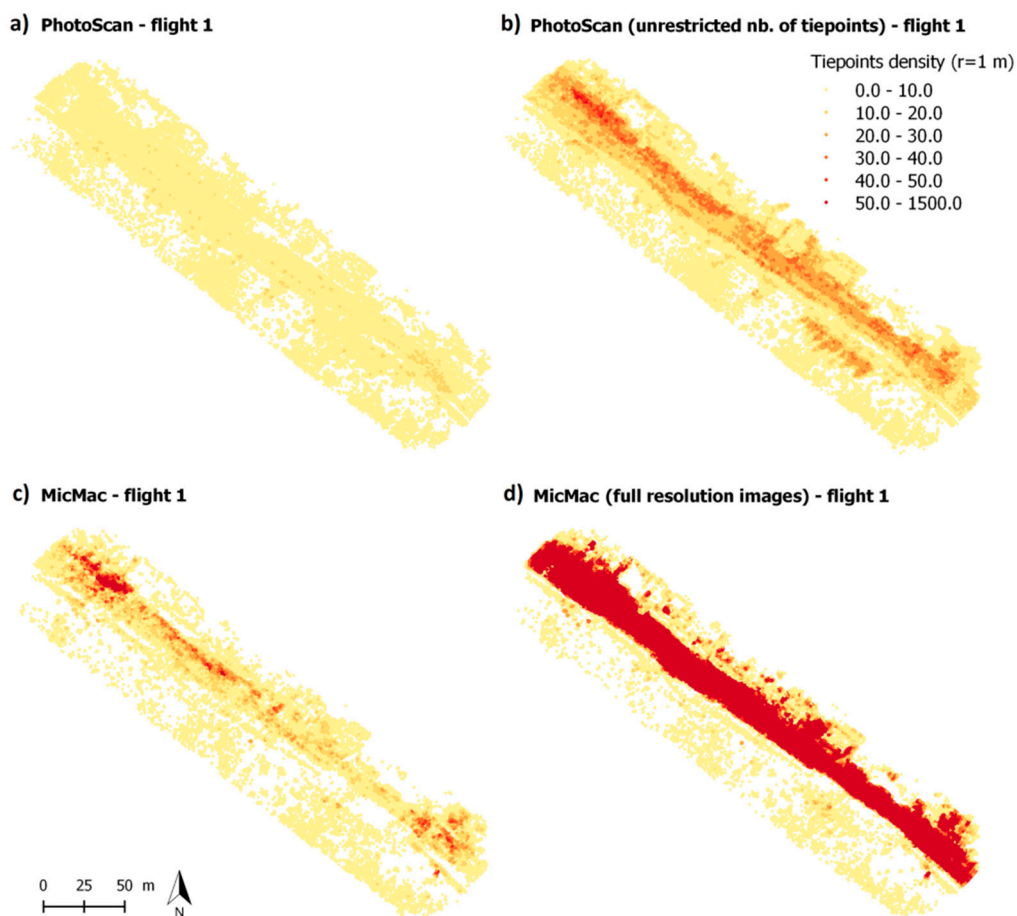 a) PhotoScan - flight 1
b) PhotoScan (unrestricted nb. of tiepoints) - flight 1
Tiepoints density (r=1 m)
0.0 - 10.0
10.0 - 20.0
20.0 - 30.0
30.0 - 40.0
40.0 - 50.0
50.0 - 1500.0
c) MicMac - flight 1
d) MicMac (full resolution images) - flight 1
0 25 50 m
N